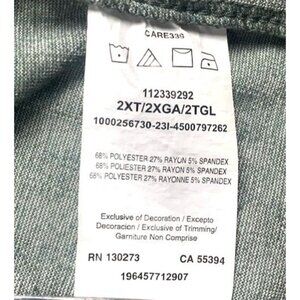 CARE336
112339292
2XT/2XGA/2TGL
1000256730-23I-4500797262
68% POLYESTER 27% RAYON 5% SPANDEX
68% POLIESTER 27% RAYON 5% SPANDEX
68% POLYESTER 27% RAYONNE 5% SPANDEX
Exclusive of Decoration / Excepto
Decoracion / Exclusive of Trimming/
Garniture Non Comprise
RN 130273 CA 55394
196457712907